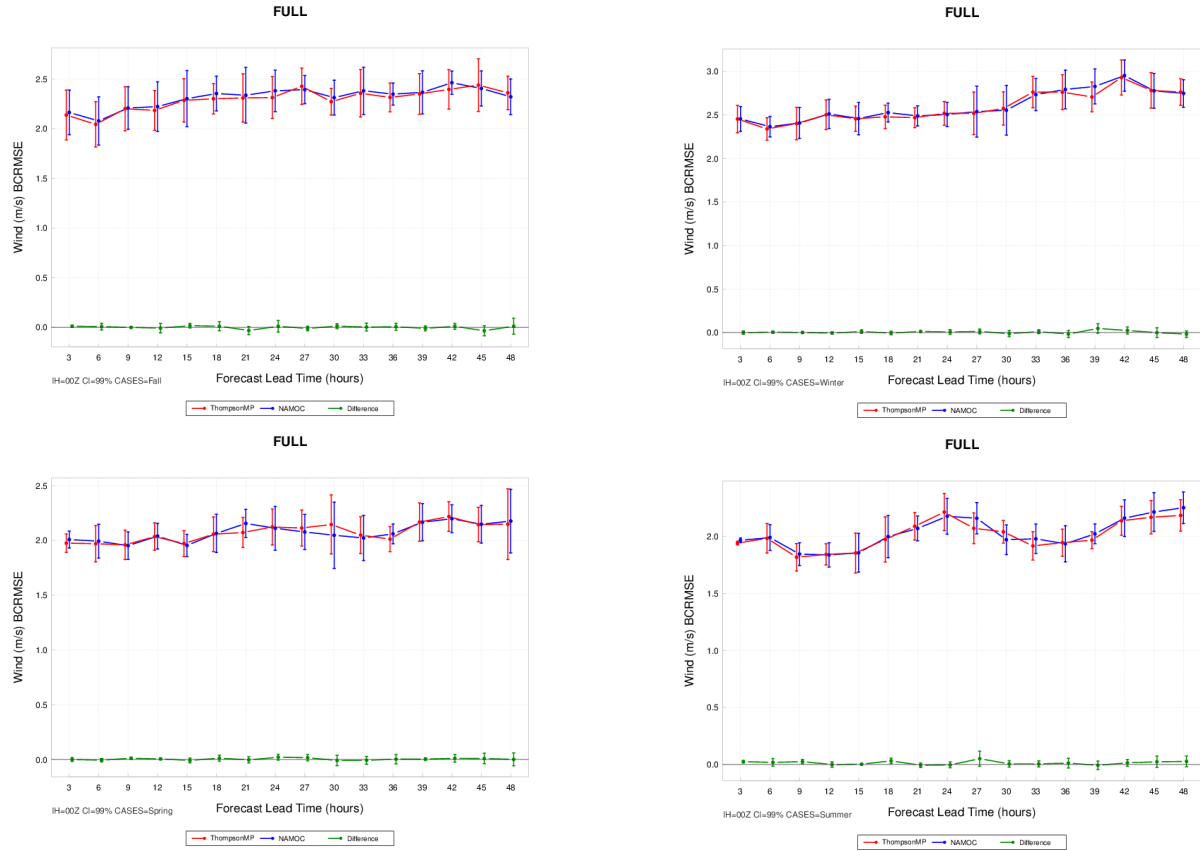 FULL
Wind (m/s) BCRMSE
2.5
2.0
1.5
1.0
0.5
0.0
3 6 9 12 15 18 21 24 27 30 33 36 39 42 45 48
IH=00Z CI=99% CASES=Fall
Forecast Lead Time (hours)
ThompsonMP NAMOC Difference
FULL
Wind (m/s) BCRMSE
3.0
2.5
2.0
1.5
1.0
0.5
0.0
3 6 9 12 15 18 21 24 27 30 33 36 39 42 45 48
IH=00Z CI=99% CASES=Winter
Forecast Lead Time (hours)
ThompsonMP NAMOC Difference
FULL
Wind (m/s) BCRMSE
2.5
2.0
1.5
1.0
0.5
0.0
3 6 9 12 15 18 21 24 27 30 33 36 39 42 45 48
IH=00Z CI=99% CASES=Spring
Forecast Lead Time (hours)
ThompsonMP NAMOC Difference
FULL
Wind (m/s) BCRMSE
2.0
1.5
1.0
0.5
0.0
3 6 9 12 15 18 21 24 27 30 33 36 39 42 45 48
IH=00Z CI=99% CASES=Summer
Forecast Lead Time (hours)
ThompsonMP NAMOC Difference